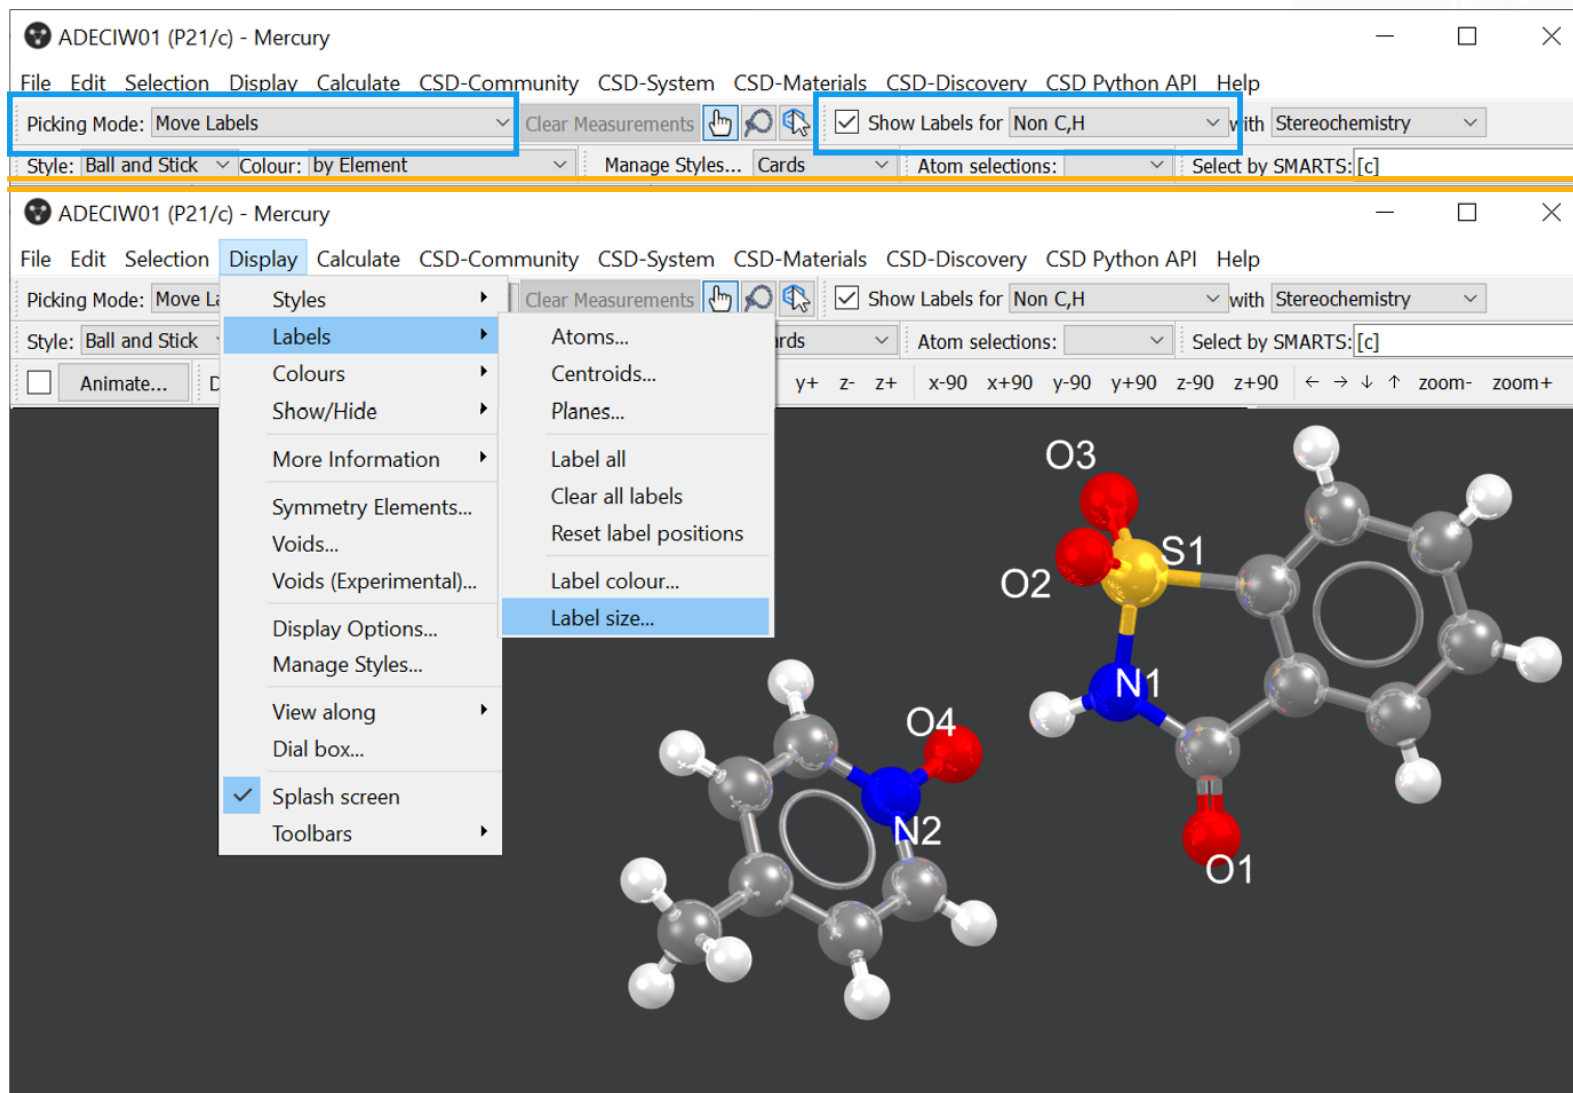 ADECIW01 (P21/c) - Mercury
File Edit Selection Display Calculate CSD-Community CSD-System CSD-Materials CSD-Discovery CSD Python API Help
Picking Mode: Move Labels Clear Measurements Show Labels for Non C,H with Stereochemistry
Style: Ball and Stick Colour: by Element Manage Styles... Cards Atom selections: Select by SMARTS: [c]
ADECIW01 (P21/c) - Mercury
File Edit Selection Display Calculate CSD-Community CSD-System CSD-Materials CSD-Discovery CSD Python API Help
Picking Mode: Move La Clear Measurements Show Labels for Non C,H with Stereochemistry
Style: Ball and Stick ards Atom selections: Select by SMARTS: [c]
Animate... D y+ z- z+ x-90 x+90 y-90 y+90 z-90 z+90 ← → ↓ ↑ zoom- zoom+
Styles
Labels
Colours
Show/Hide
More Information
Symmetry Elements...
Voids...
Voids (Experimental)...
Display Options...
Manage Styles...
View along
Dial box...
Splash screen
Toolbars
Atoms...
Centroids...
Planes...
Label all
Clear all labels
Reset label positions
Label colour...
Label size...
O3
S1
O2
N1
O4
N2
O1